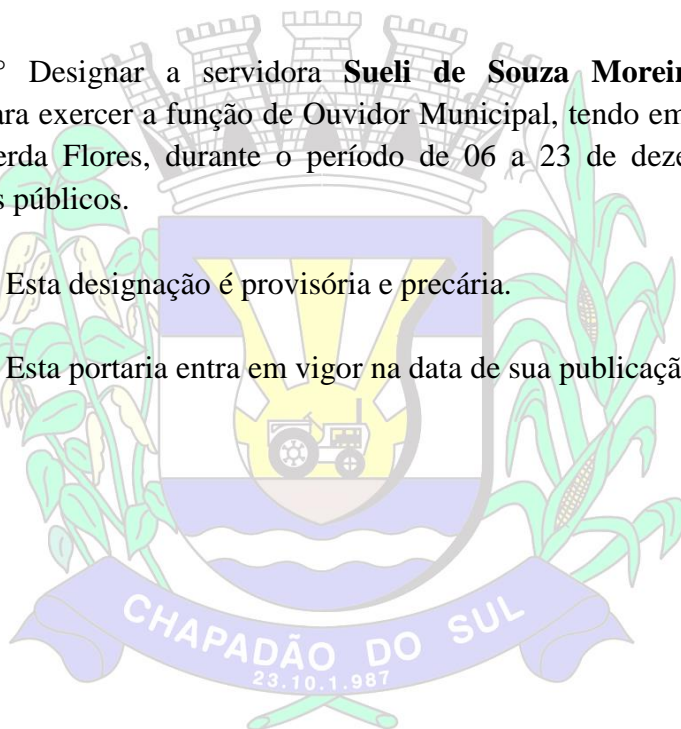 ° Designar a servidora Sueli de Souza Morei
ara exercer a função de Ouvidor Municipal, tendo em
erda Flores, durante o período de 06 a 23 de deze
s públicos.
Esta designação é provisória e precária.
Esta portaria entra em vigor na data de sua publicaçã
CHAPADÃO DO SUL
23.10.1.987